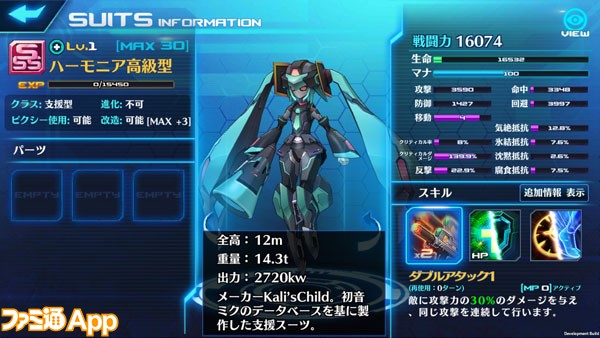 SUITS INFORMATION
SSS
Lv.1 [MAX 30]
ハーモニア高級型
EXP 0/15450
クラス: 支援型 進化: 不可
ピクシー使用: 可能 改造: 可能 [MAX +3]
パーツ
EMPTY EMPTY EMPTY
全高：12m
重量：14.3t
出力：2720kw
メーカーKali'sChild。初音
ミクのデータベースを基に製
作した支援スーツ。
VIEW
戦闘力 16074
生命 16532
マナ 100
攻撃 3590 命中 3348
防御 1427 回避 3997
移動 4
気絶抵抗 12.8%
クリティカル率 8% 氷結抵抗 7.6%
クリティカルダメージ 139.9% 沈黙抵抗 2.6%
反撃 22.9% 腐食抵抗 7.5%
スキル 追加情報 表示
x2 HP
ダブルアタック1
(再使用：0ターン) [MP 0]アクティブ
敵に攻撃力の30%のダメージを与え
、同じ攻撃を連続して行います。
ファミ通App
Development Build